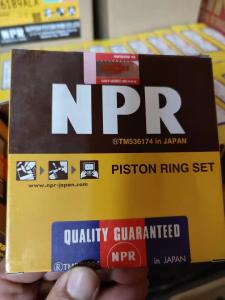 NPR
®TM536174 in JAPAN
PISTON RING SET
www.npr-japan.com
QUALITY GUARANTEED
NPR
in JAPAN